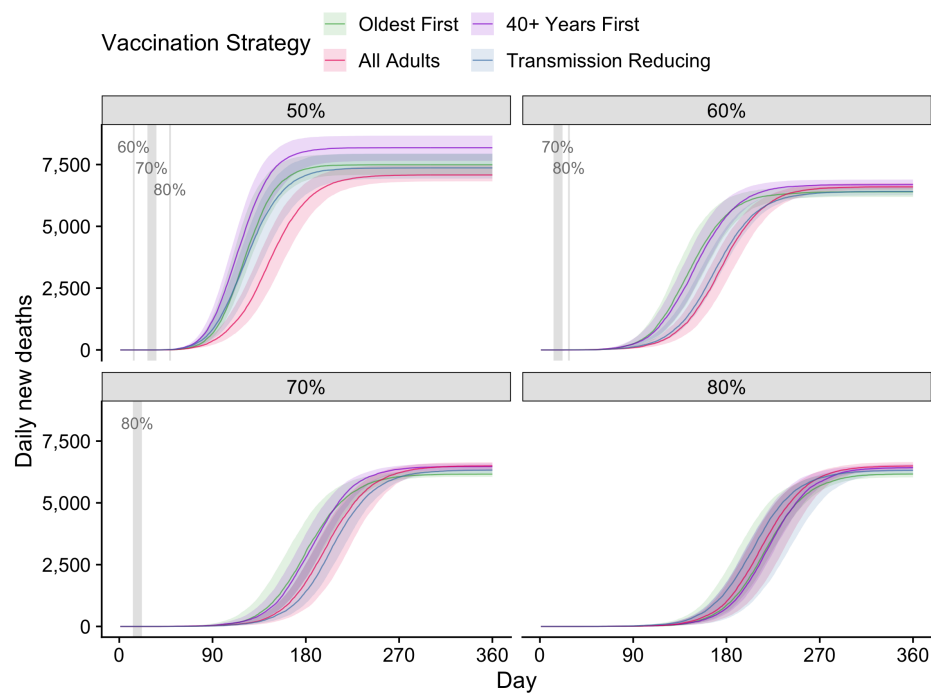 Vaccination Strategy
Oldest First
40+ Years First
All Adults
Transmission Reducing
50%
60%
60%
70%
80%
70%
80%
7,500
5,000
2,500
0
Daily new deaths
70%
80%
80%
7,500
5,000
2,500
0
0 90 180 270 360
0 90 180 270 360
Day